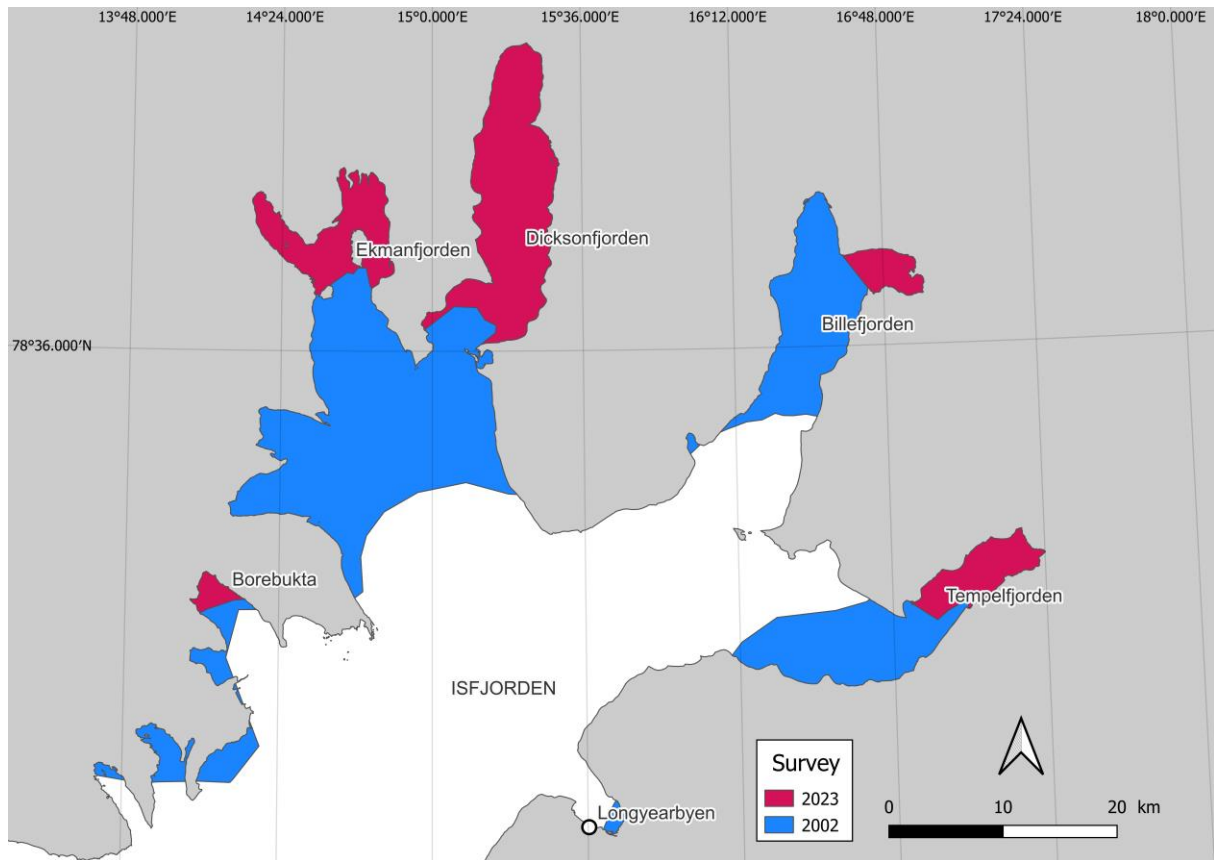 13°48.000′E 14°24.000′E 15°0.000′E 15°36.000′E 16°12.000′E 16°48.000′E 17°24.000′E 18°0.000′E
Ekmanfjorden
Dicksonfjorden
Billefjorden
78°36.000′N
Borebukta
Tempelfjorden
ISFJORDEN
Survey
2023
2002
Longyearbyen
0 10 20 km